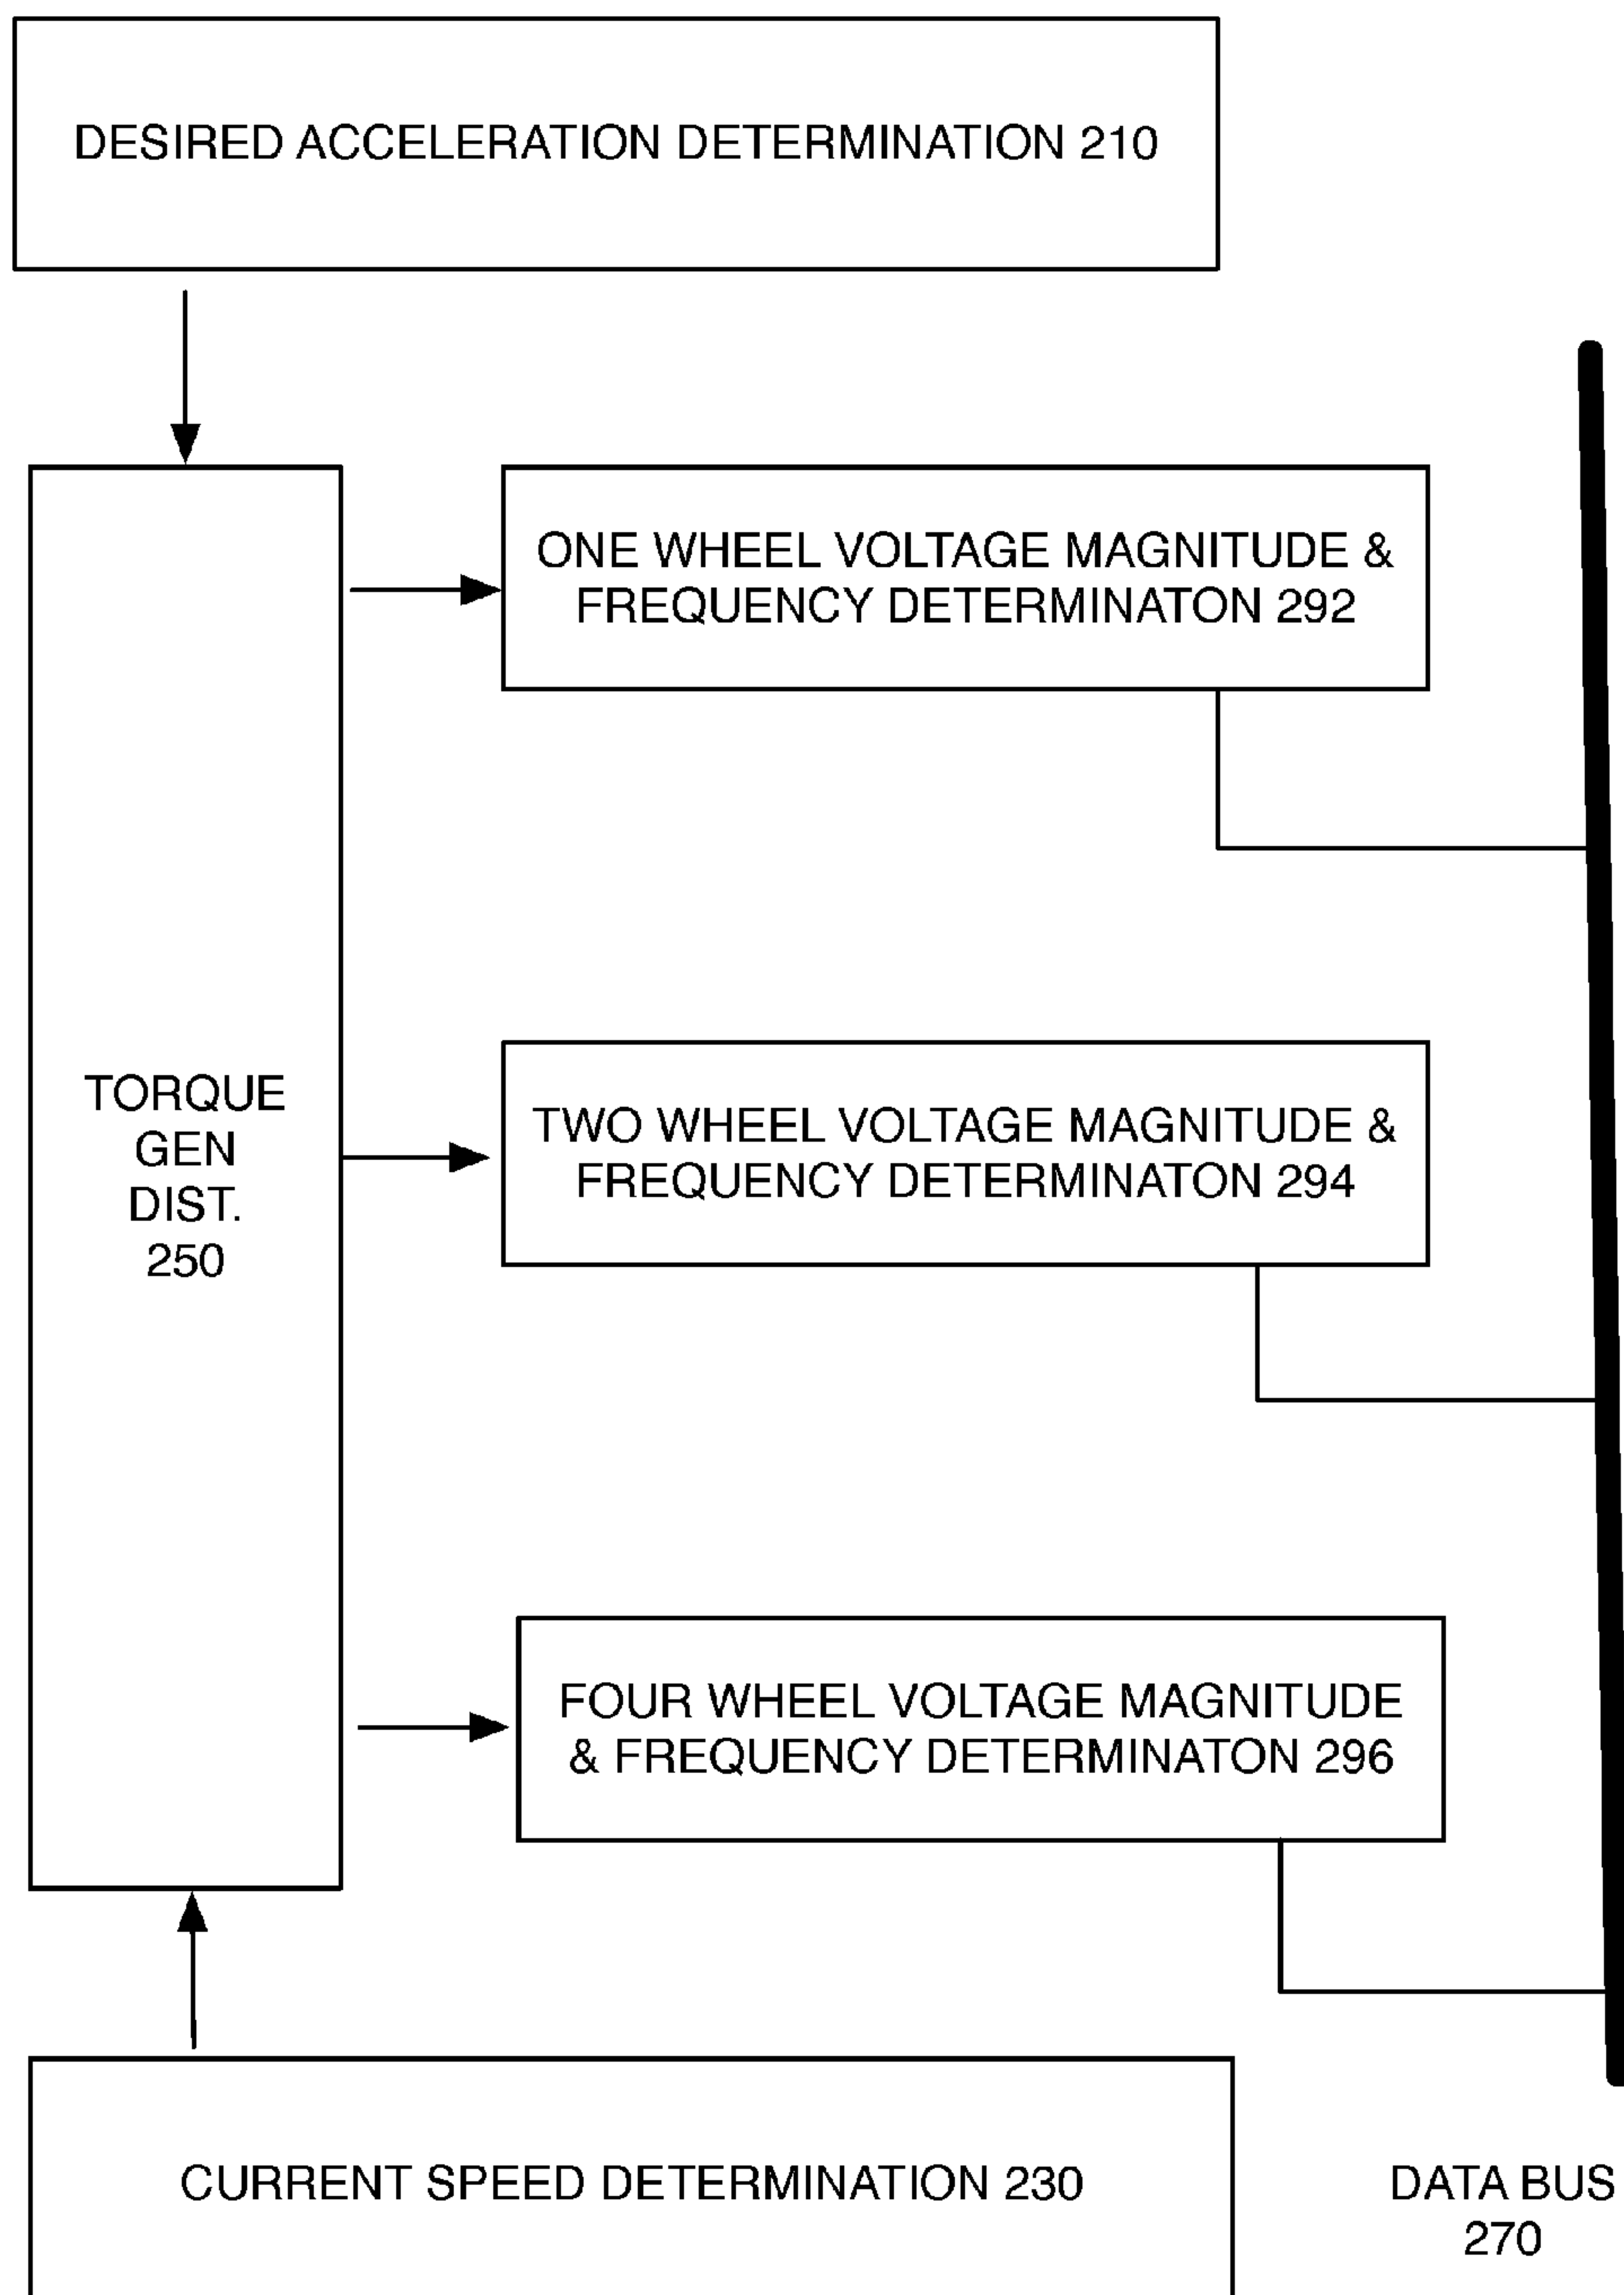 DESIRED ACCELERATION DETERMINATION 210
ONE WHEEL VOLTAGE MAGNITUDE &
FREQUENCY DETERMINATON 292
TORQUE
GEN
DIST.
250
TWO WHEEL VOLTAGE MAGNITUDE &
FREQUENCY DETERMINATON 294
FOUR WHEEL VOLTAGE MAGNITUDE
& FREQUENCY DETERMINATON 296
CURRENT SPEED DETERMINATION 230
DATA BUS
270